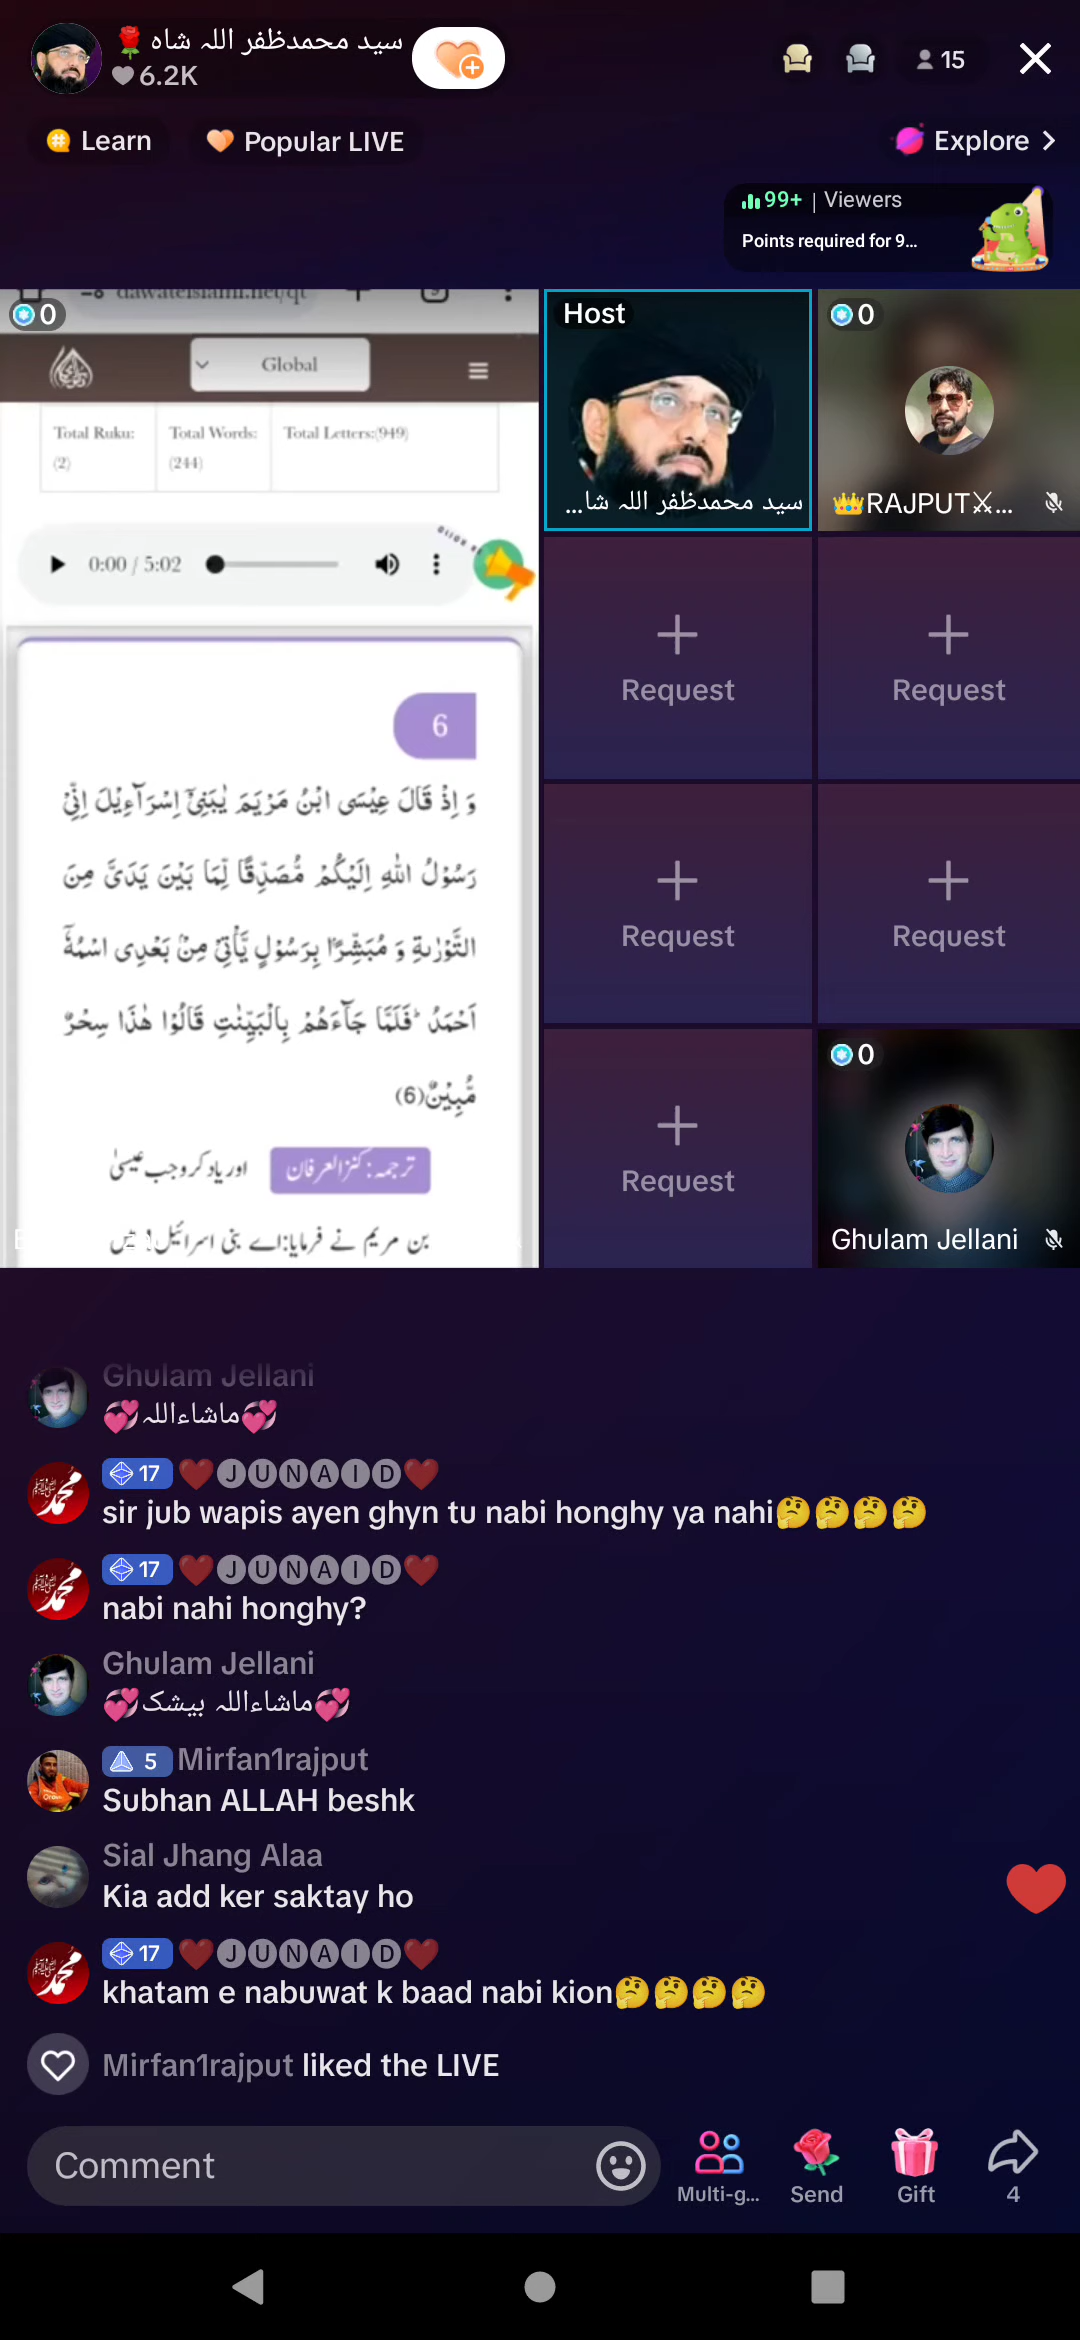 سید محمدظفر اللہ شاہ🌹
6.2K
15
Learn
Popular LIVE
Explore
99+ | Viewers
Points required for 9...
0
Global
Total Ruku:
(2)
Total Words:
(244)
Total Letters:(949)
0:00 / 5:02
6
وَ اِذْ قَالَ عِیْسَى ابْنُ مَرْیَمَ یٰبَنِیْۤ اِسْرَآءِیْلَ اِنِّیْ
رَسُوْلُ اللّٰهِ اِلَیْكُمْ مُّصَدِّقًا لِّمَا بَیْنَ یَدَیَّ مِنَ
التَّوْرٰىةِ وَ مُبَشِّرًۢا بِرَسُوْلٍ یَّاْتِیْ مِنْۢ بَعْدِی اسْمُهٗۤ
اَحْمَدُؕ-فَلَمَّا جَآءَهُمْ بِالْبَیِّنٰتِ قَالُوْا هٰذَا سِحْرٌ
مُّبِیْنٌ(6)
ترجمہ: کنزالعرفان اور یاد کرو جب عیسیٰ
بن مریم نے فرمایا:اے بنی اسرائیل
Host
سید محمدظفر اللہ شا...
0
👑RAJPUT⚔...
Request
Request
Request
Request
Request
0
Ghulam Jellani
Ghulam Jellani
💞ماشاءاللہ💞
17 ❤️🅙🅤🅝🅐🅘🅓❤️
sir jub wapis ayen ghyn tu nabi honghy ya nahi🤔🤔🤔🤔
17 ❤️🅙🅤🅝🅐🅘🅓❤️
nabi nahi honghy?
Ghulam Jellani
💞ماشاءاللہ بیشک💞
5 Mirfan1rajput
Subhan ALLAH beshk
Sial Jhang Alaa
Kia add ker saktay ho
17 ❤️🅙🅤🅝🅐🅘🅓❤️
khatam e nabuwat k baad nabi kion🤔🤔🤔🤔
Mirfan1rajput liked the LIVE
Comment
Multi-g...
Send
Gift
4